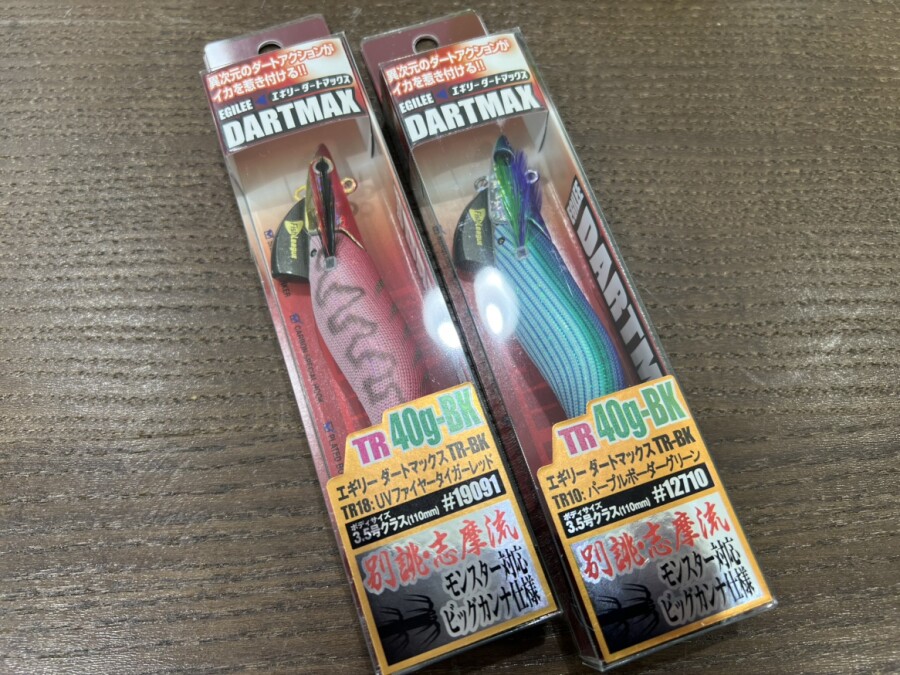 異次元のダートアクションが
イカを惹き付ける!!
EGILEE エギリー ダートマックス
DARTMAX
TR 40g-BK
エギリー ダートマックス TR-BK
TR18:UVファイヤータイガーレッド
ボディサイズ
3.5号クラス(110mm) #19091
別誂・志摩流
モンスター対応
ビッグカンナ仕様
異次元のダートアクションが
イカを惹き付ける!!
EGILEE エギリー ダートマックス
DARTMAX
EGILEE
DARTM
TR 40g-BK
エギリー ダートマックス TR-BK
TR10:パープルボーダーグリーン
ボディサイズ
3.5号クラス(110mm) #12710
別誂・志摩流
モンスター対応
ビッグカンナ仕様